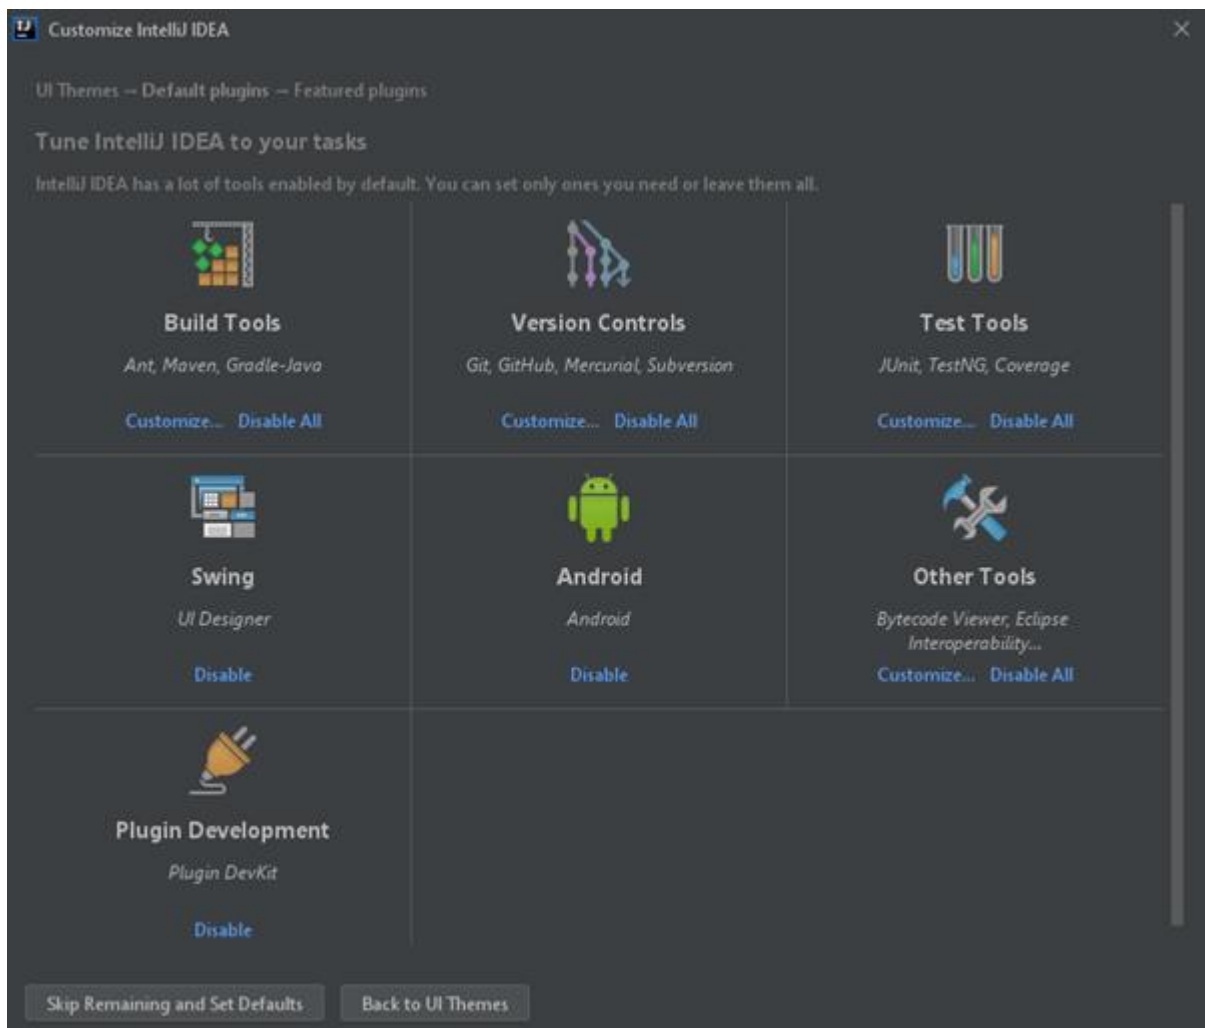 Customize IntelliJ IDEA
UI Themes – Default plugins – Featured plugins
Tune IntelliJ IDEA to your tasks
IntelliJ IDEA has a lot of tools enabled by default. You can set only ones you need or leave them all.
Build Tools
Ant, Maven, Gradle-Java
Customize... Disable All
Version Controls
Git, GitHub, Mercurial, Subversion
Customize... Disable All
Test Tools
JUnit, TestNG, Coverage
Customize... Disable All
Swing
UI Designer
Disable
Android
Android
Disable
Other Tools
Bytecode Viewer, Eclipse
Interoperability...
Customize... Disable All
Plugin Development
Plugin DevKit
Disable
Skip Remaining and Set Defaults
Back to UI Themes